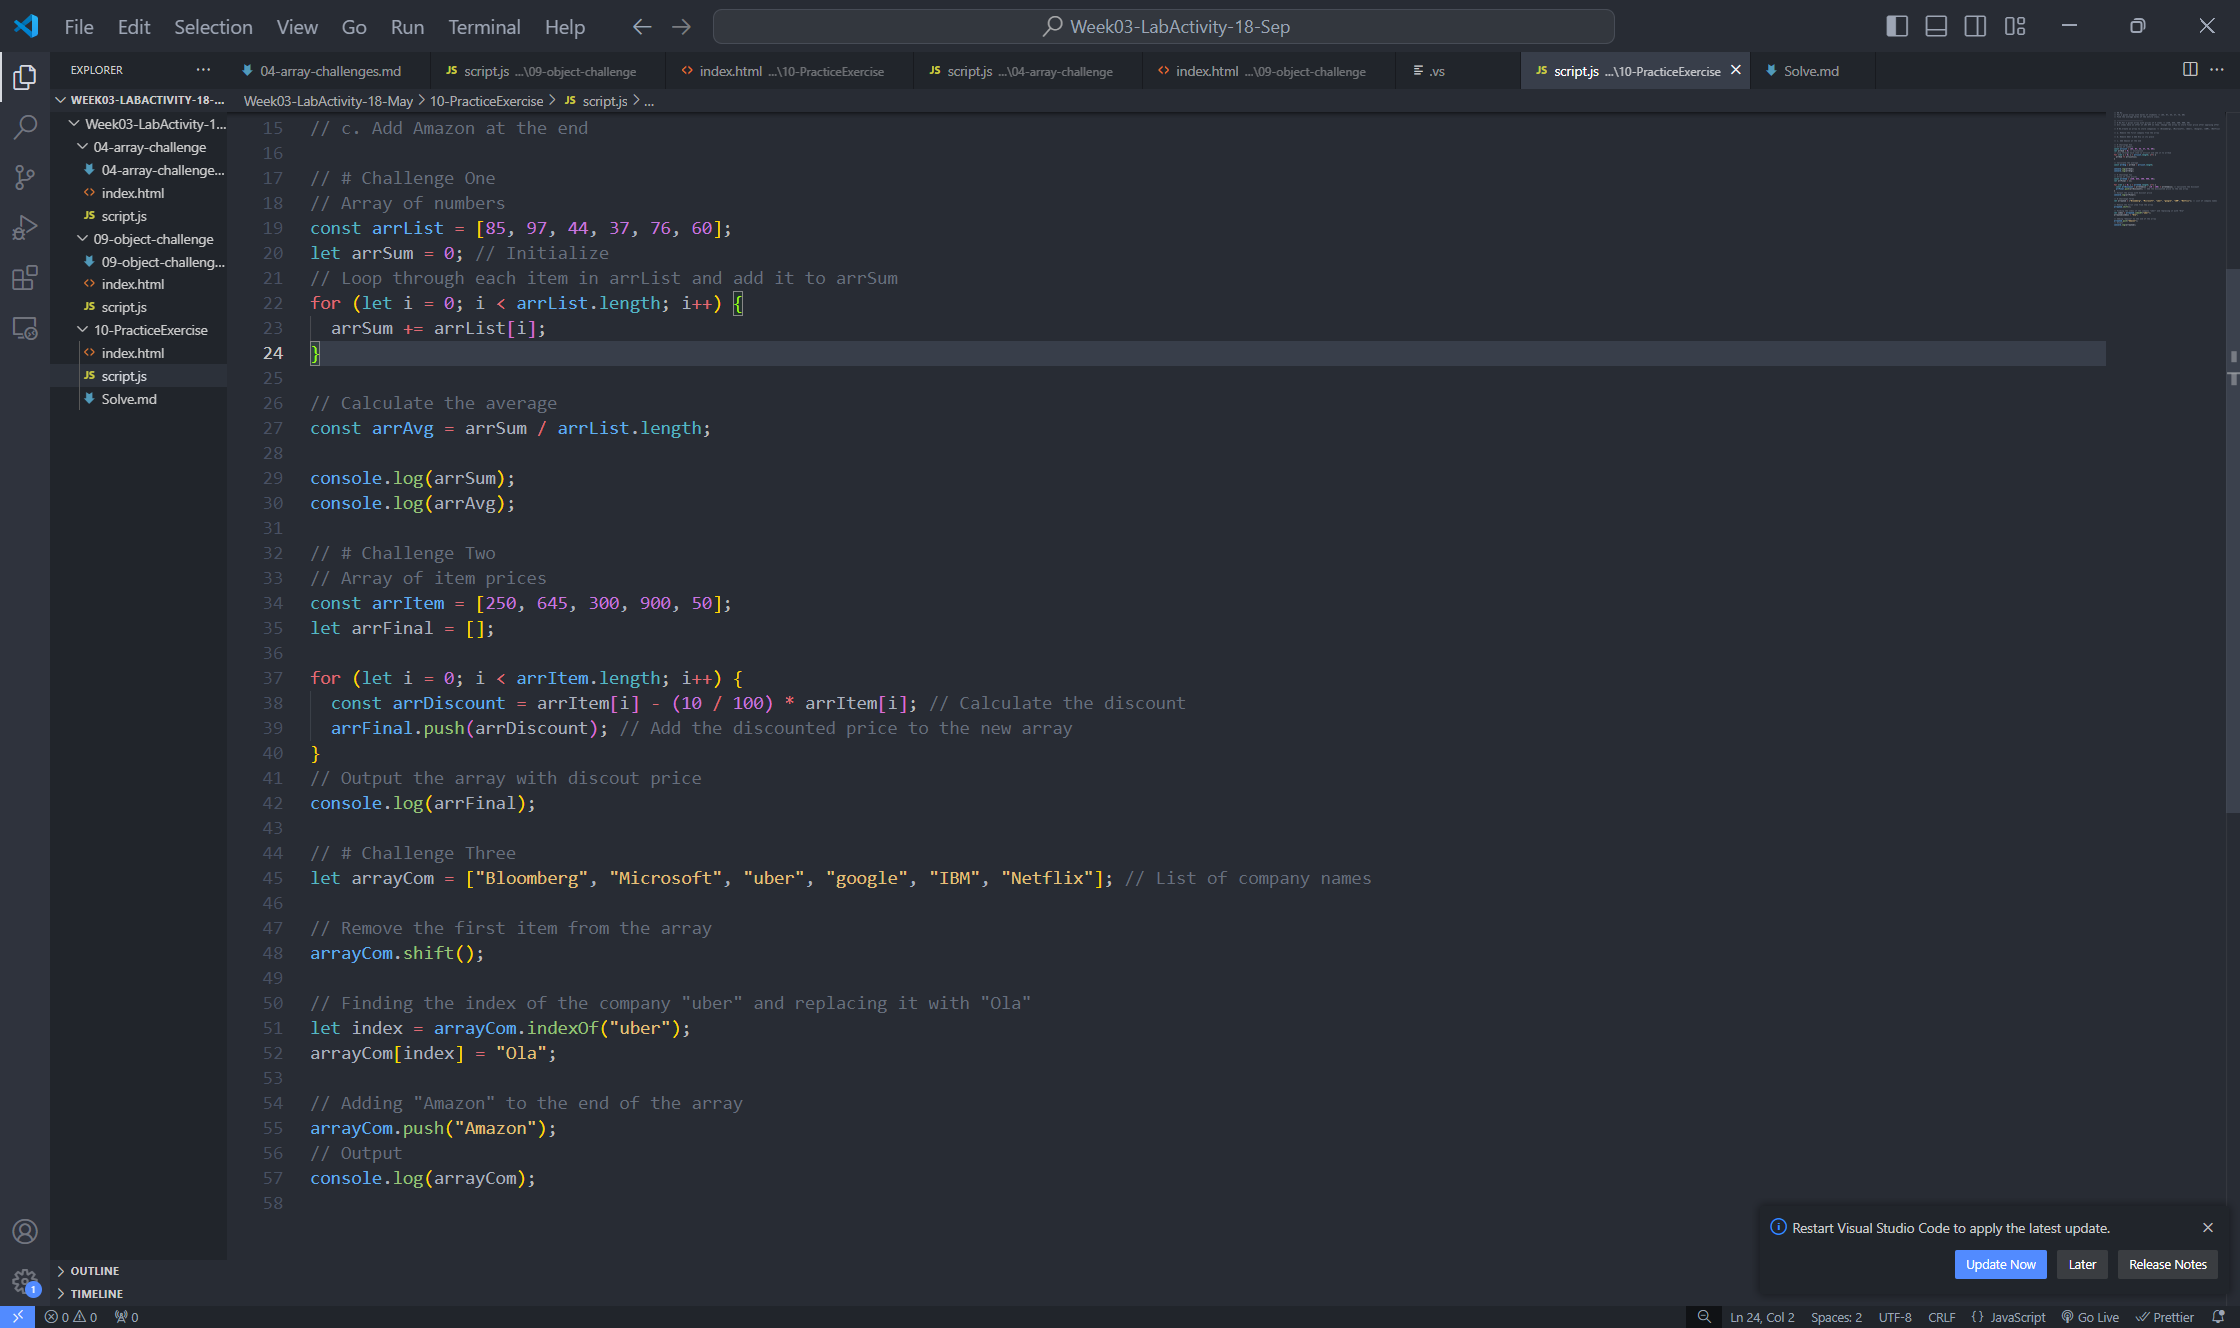 File Edit Selection View Go Run Terminal Help Week03-LabActivity-18-Sep
EXPLORER ...
04-array-challenges.md
JS script.js ...\09-object-challenge
index.html ...\10-PracticeExercise
JS script.js ...\04-array-challenge
index.html ...\09-object-challenge
.vs
JS script.js ...\10-PracticeExercise
Solve.md
WEEK03-LABACTIVITY-18-...
Week03-LabActivity-1...
04-array-challenge
04-array-challenge...
index.html
JS script.js
09-object-challenge
09-object-challeng...
index.html
JS script.js
10-PracticeExercise
index.html
JS script.js
Solve.md
OUTLINE
TIMELINE
Week03-LabActivity-18-May > 10-PracticeExercise > JS script.js > ...
15 // c. Add Amazon at the end
16
17 // # Challenge One
18 // Array of numbers
19 const arrList = [85, 97, 44, 37, 76, 60];
20 let arrSum = 0; // Initialize
21 // Loop through each item in arrList and add it to arrSum
22 for (let i = 0; i < arrList.length; i++) {
23 arrSum += arrList[i];
24 }
25
26 // Calculate the average
27 const arrAvg = arrSum / arrList.length;
28
29 console.log(arrSum);
30 console.log(arrAvg);
31
32 // # Challenge Two
33 // Array of item prices
34 const arrItem = [250, 645, 300, 900, 50];
35 let arrFinal = [];
36
37 for (let i = 0; i < arrItem.length; i++) {
38 const arrDiscount = arrItem[i] - (10 / 100) * arrItem[i]; // Calculate the discount
39 arrFinal.push(arrDiscount); // Add the discounted price to the new array
40 }
41 // Output the array with discout price
42 console.log(arrFinal);
43
44 // # Challenge Three
45 let arrayCom = ["Bloomberg", "Microsoft", "uber", "google", "IBM", "Netflix"]; // List of company names
46
47 // Remove the first item from the array
48 arrayCom.shift();
49
50 // Finding the index of the company "uber" and replacing it with "Ola"
51 let index = arrayCom.indexOf("uber");
52 arrayCom[index] = "Ola";
53
54 // Adding "Amazon" to the end of the array
55 arrayCom.push("Amazon");
56 // Output
57 console.log(arrayCom);
58
Restart Visual Studio Code to apply the latest update.
Update Now Later Release Notes
1
0 0 0
Ln 24, Col 2 Spaces: 2 UTF-8 CRLF {} JavaScript Go Live Prettier